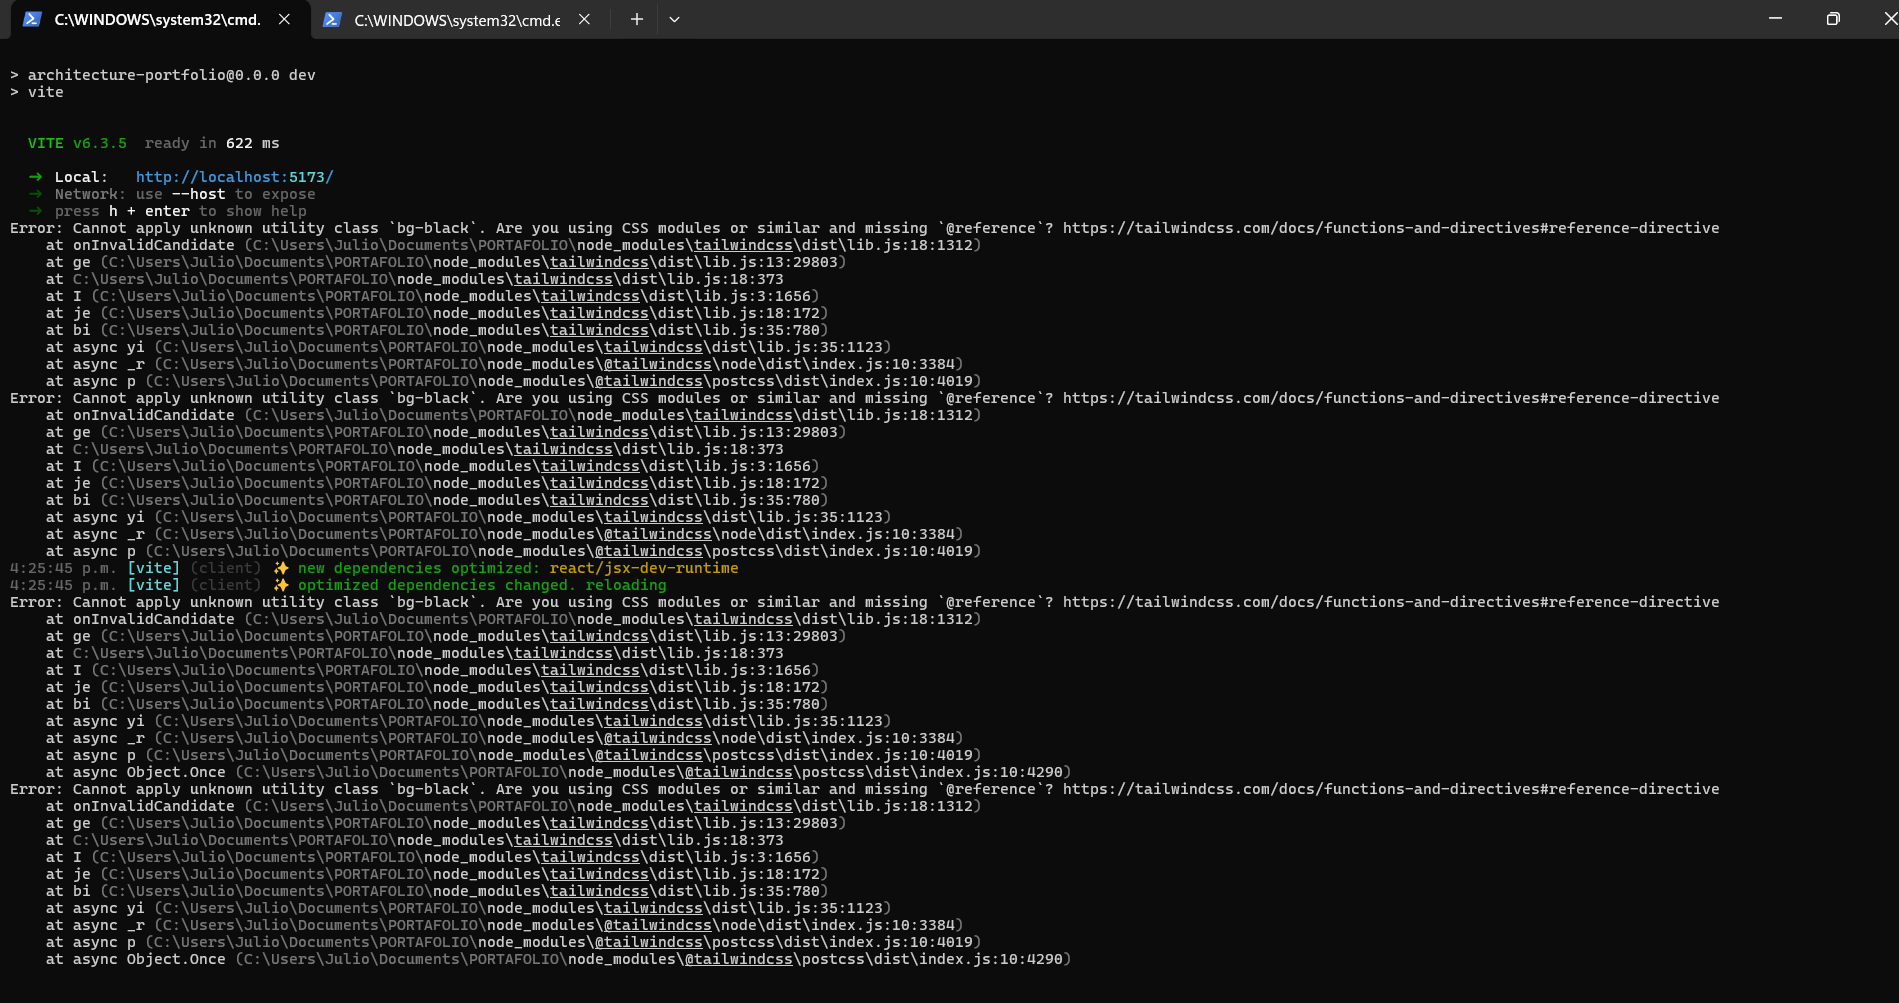 C:\WINDOWS\system32\cmd.
C:\WINDOWS\system32\cmd.e
> architecture-portfolio@0.0.0 dev
> vite
VITE v6.3.5  ready in 622 ms
➜  Local:   http://localhost:5173/
➜  Network: use --host to expose
➜  press h + enter to show help
Error: Cannot apply unknown utility class `bg-black`. Are you using CSS modules or similar and missing `@reference`? https://tailwindcss.com/docs/functions-and-directives#reference-directive
    at onInvalidCandidate (C:\Users\Julio\Documents\PORTAFOLIO\node_modules\tailwindcss\dist\lib.js:18:1312)
    at ge (C:\Users\Julio\Documents\PORTAFOLIO\node_modules\tailwindcss\dist\lib.js:13:29803)
    at C:\Users\Julio\Documents\PORTAFOLIO\node_modules\tailwindcss\dist\lib.js:18:373
    at I (C:\Users\Julio\Documents\PORTAFOLIO\node_modules\tailwindcss\dist\lib.js:3:1656)
    at je (C:\Users\Julio\Documents\PORTAFOLIO\node_modules\tailwindcss\dist\lib.js:18:172)
    at bi (C:\Users\Julio\Documents\PORTAFOLIO\node_modules\tailwindcss\dist\lib.js:35:780)
    at async yi (C:\Users\Julio\Documents\PORTAFOLIO\node_modules\tailwindcss\dist\lib.js:35:1123)
    at async _r (C:\Users\Julio\Documents\PORTAFOLIO\node_modules\@tailwindcss\node\dist\index.js:10:3384)
    at async p (C:\Users\Julio\Documents\PORTAFOLIO\node_modules\@tailwindcss\postcss\dist\index.js:10:4019)
Error: Cannot apply unknown utility class `bg-black`. Are you using CSS modules or similar and missing `@reference`? https://tailwindcss.com/docs/functions-and-directives#reference-directive
    at onInvalidCandidate (C:\Users\Julio\Documents\PORTAFOLIO\node_modules\tailwindcss\dist\lib.js:18:1312)
    at ge (C:\Users\Julio\Documents\PORTAFOLIO\node_modules\tailwindcss\dist\lib.js:13:29803)
    at C:\Users\Julio\Documents\PORTAFOLIO\node_modules\tailwindcss\dist\lib.js:18:373
    at I (C:\Users\Julio\Documents\PORTAFOLIO\node_modules\tailwindcss\dist\lib.js:3:1656)
    at je (C:\Users\Julio\Documents\PORTAFOLIO\node_modules\tailwindcss\dist\lib.js:18:172)
    at bi (C:\Users\Julio\Documents\PORTAFOLIO\node_modules\tailwindcss\dist\lib.js:35:780)
    at async yi (C:\Users\Julio\Documents\PORTAFOLIO\node_modules\tailwindcss\dist\lib.js:35:1123)
    at async _r (C:\Users\Julio\Documents\PORTAFOLIO\node_modules\@tailwindcss\node\dist\index.js:10:3384)
    at async p (C:\Users\Julio\Documents\PORTAFOLIO\node_modules\@tailwindcss\postcss\dist\index.js:10:4019)
4:25:45 p.m. [vite] (client) ✨ new dependencies optimized: react/jsx-dev-runtime
4:25:45 p.m. [vite] (client) ✨ optimized dependencies changed. reloading
Error: Cannot apply unknown utility class `bg-black`. Are you using CSS modules or similar and missing `@reference`? https://tailwindcss.com/docs/functions-and-directives#reference-directive
    at onInvalidCandidate (C:\Users\Julio\Documents\PORTAFOLIO\node_modules\tailwindcss\dist\lib.js:18:1312)
    at ge (C:\Users\Julio\Documents\PORTAFOLIO\node_modules\tailwindcss\dist\lib.js:13:29803)
    at C:\Users\Julio\Documents\PORTAFOLIO\node_modules\tailwindcss\dist\lib.js:18:373
    at I (C:\Users\Julio\Documents\PORTAFOLIO\node_modules\tailwindcss\dist\lib.js:3:1656)
    at je (C:\Users\Julio\Documents\PORTAFOLIO\node_modules\tailwindcss\dist\lib.js:18:172)
    at bi (C:\Users\Julio\Documents\PORTAFOLIO\node_modules\tailwindcss\dist\lib.js:35:780)
    at async yi (C:\Users\Julio\Documents\PORTAFOLIO\node_modules\tailwindcss\dist\lib.js:35:1123)
    at async _r (C:\Users\Julio\Documents\PORTAFOLIO\node_modules\@tailwindcss\node\dist\index.js:10:3384)
    at async p (C:\Users\Julio\Documents\PORTAFOLIO\node_modules\@tailwindcss\postcss\dist\index.js:10:4019)
    at async Object.Once (C:\Users\Julio\Documents\PORTAFOLIO\node_modules\@tailwindcss\postcss\dist\index.js:10:4290)
Error: Cannot apply unknown utility class `bg-black`. Are you using CSS modules or similar and missing `@reference`? https://tailwindcss.com/docs/functions-and-directives#reference-directive
    at onInvalidCandidate (C:\Users\Julio\Documents\PORTAFOLIO\node_modules\tailwindcss\dist\lib.js:18:1312)
    at ge (C:\Users\Julio\Documents\PORTAFOLIO\node_modules\tailwindcss\dist\lib.js:13:29803)
    at C:\Users\Julio\Documents\PORTAFOLIO\node_modules\tailwindcss\dist\lib.js:18:373
    at I (C:\Users\Julio\Documents\PORTAFOLIO\node_modules\tailwindcss\dist\lib.js:3:1656)
    at je (C:\Users\Julio\Documents\PORTAFOLIO\node_modules\tailwindcss\dist\lib.js:18:172)
    at bi (C:\Users\Julio\Documents\PORTAFOLIO\node_modules\tailwindcss\dist\lib.js:35:780)
    at async yi (C:\Users\Julio\Documents\PORTAFOLIO\node_modules\tailwindcss\dist\lib.js:35:1123)
    at async _r (C:\Users\Julio\Documents\PORTAFOLIO\node_modules\@tailwindcss\node\dist\index.js:10:3384)
    at async p (C:\Users\Julio\Documents\PORTAFOLIO\node_modules\@tailwindcss\postcss\dist\index.js:10:4019)
    at async Object.Once (C:\Users\Julio\Documents\PORTAFOLIO\node_modules\@tailwindcss\postcss\dist\index.js:10:4290)